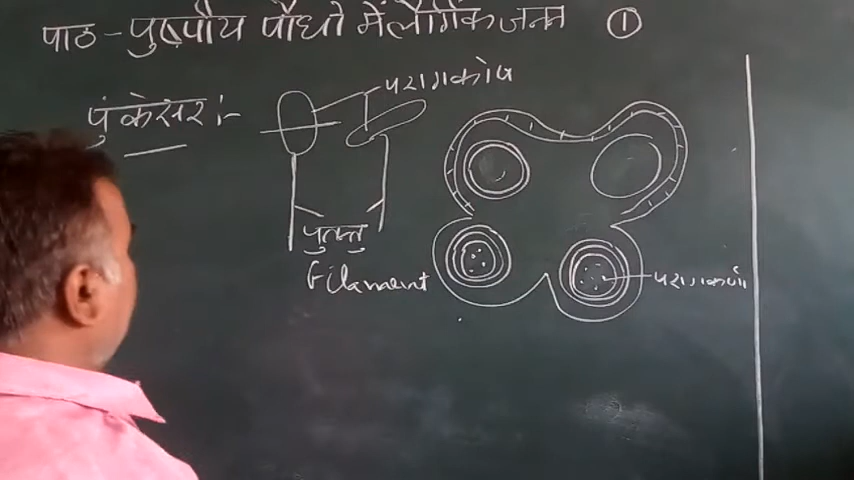 पाठ - पुष्पीय पौधों में लैंगिक जनन ①
पुंकेसर :-
परागकोष
पुतन्तु
Filament
परागकण